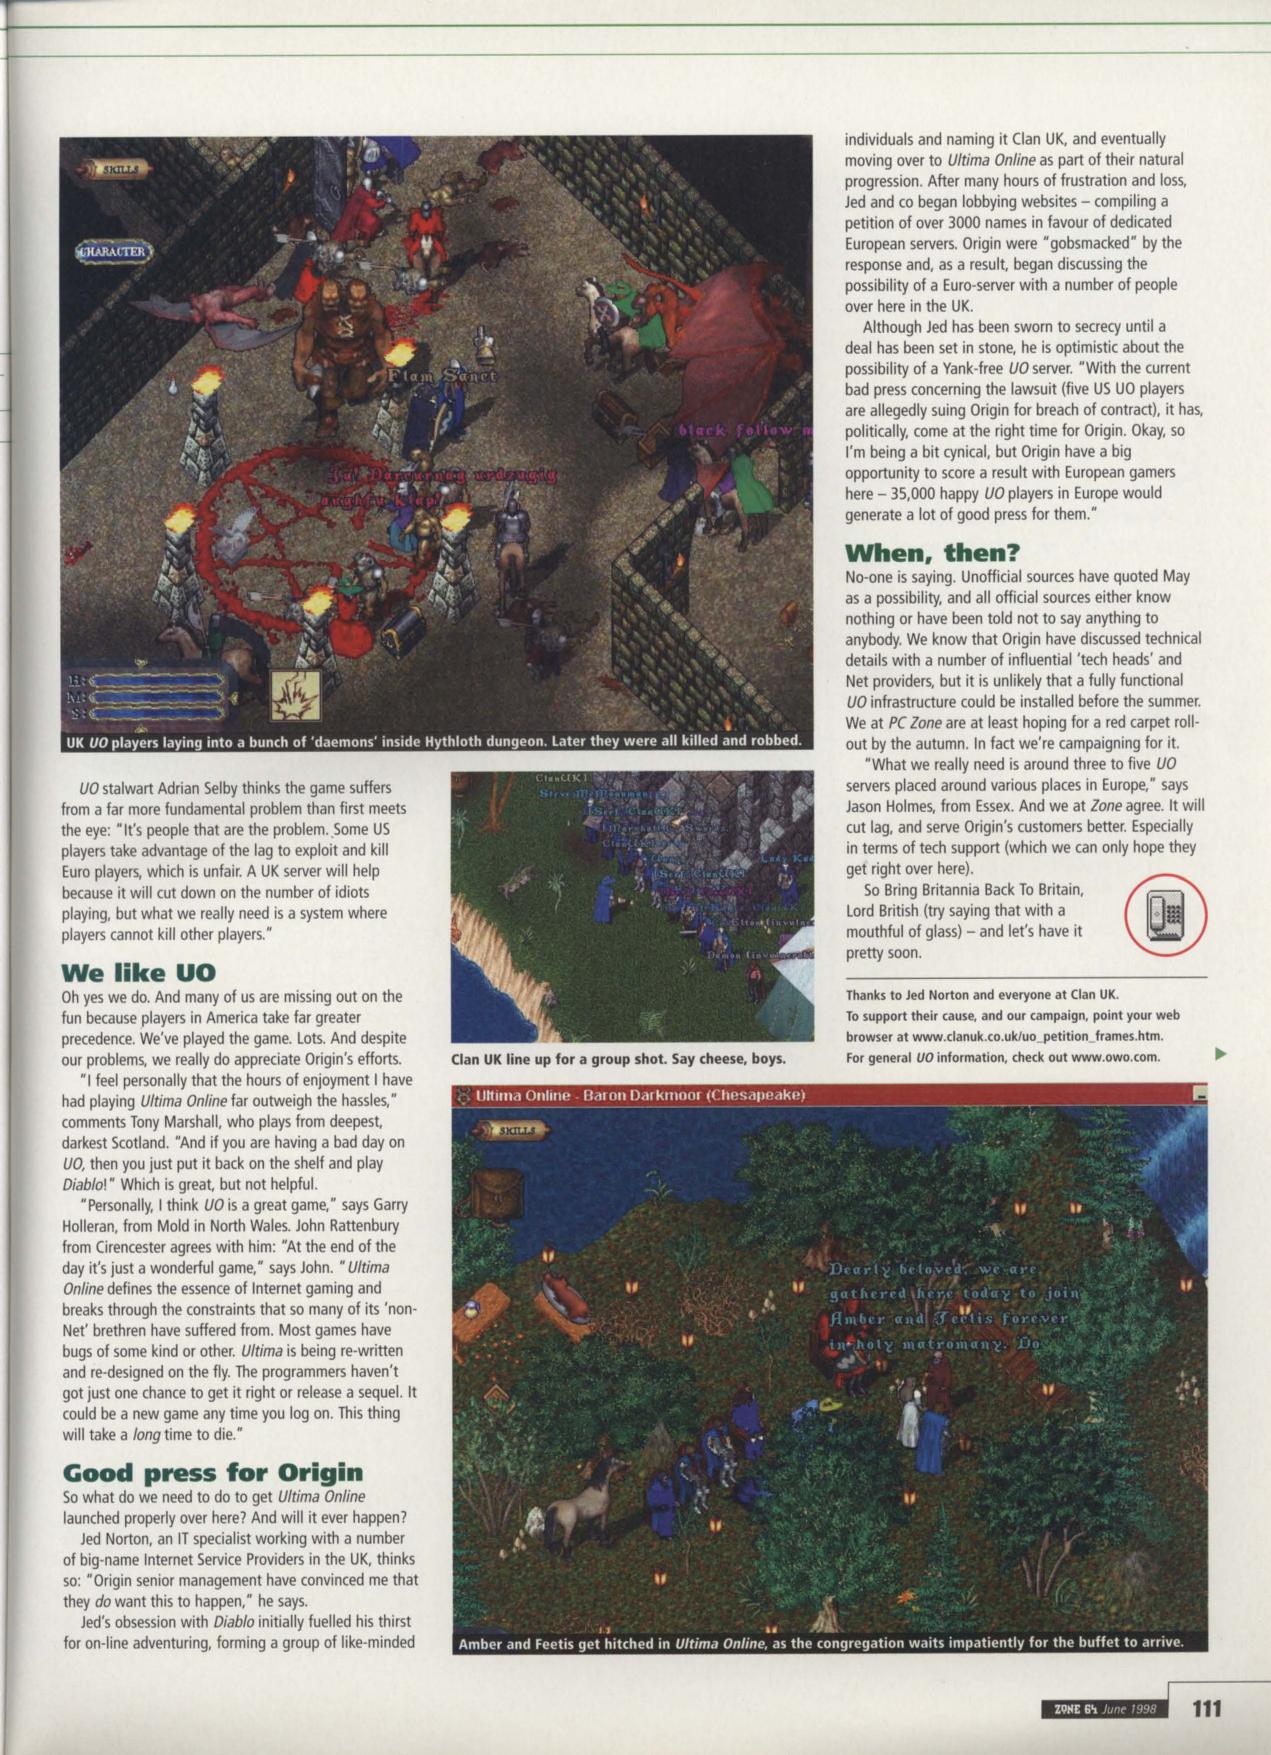 SKILLS
CHARACTER
Flam Sanct
black follow m
H:
M:
S:
UK UO players laying into a bunch of 'daemons' inside Hythloth dungeon. Later they were all killed and robbed.
UO stalwart Adrian Selby thinks the game suffers
from a far more fundamental problem than first meets
the eye: "It's people that are the problem. Some US
players take advantage of the lag to exploit and kill
Euro players, which is unfair. A UK server will help
because it will cut down on the number of idiots
playing, but what we really need is a system where
players cannot kill other players."
We like UO
Oh yes we do. And many of us are missing out on the
fun because players in America take far greater
precedence. We've played the game. Lots. And despite
our problems, we really do appreciate Origin's efforts.
"I feel personally that the hours of enjoyment I have
had playing Ultima Online far outweigh the hassles,"
comments Tony Marshall, who plays from deepest,
darkest Scotland. "And if you are having a bad day on
UO, then you just put it back on the shelf and play
Diablo!" Which is great, but not helpful.
"Personally, I think UO is a great game," says Garry
Holleran, from Mold in North Wales. John Rattenbury
from Cirencester agrees with him: "At the end of the
day it's just a wonderful game," says John. "Ultima
Online defines the essence of Internet gaming and
breaks through the constraints that so many of its 'non-
Net' brethren have suffered from. Most games have
bugs of some kind or other. Ultima is being re-written
and re-designed on the fly. The programmers haven't
got just one chance to get it right or release a sequel. It
could be a new game any time you log on. This thing
will take a long time to die."
Good press for Origin
So what do we need to do to get Ultima Online
launched properly over here? And will it ever happen?
Jed Norton, an IT specialist working with a number
of big-name Internet Service Providers in the UK, thinks
so: "Origin senior management have convinced me that
they do want this to happen," he says.
Jed's obsession with Diablo initially fuelled his thirst
for on-line adventuring, forming a group of like-minded
ClanUK]
Clan UK line up for a group shot. Say cheese, boys.
individuals and naming it Clan UK, and eventually
moving over to Ultima Online as part of their natural
progression. After many hours of frustration and loss,
Jed and co began lobbying websites – compiling a
petition of over 3000 names in favour of dedicated
European servers. Origin were "gobsmacked" by the
response and, as a result, began discussing the
possibility of a Euro-server with a number of people
over here in the UK.
Although Jed has been sworn to secrecy until a
deal has been set in stone, he is optimistic about the
possibility of a Yank-free UO server. "With the current
bad press concerning the lawsuit (five US UO players
are allegedly suing Origin for breach of contract), it has,
politically, come at the right time for Origin. Okay, so
I'm being a bit cynical, but Origin have a big
opportunity to score a result with European gamers
here – 35,000 happy UO players in Europe would
generate a lot of good press for them."
When, then?
No-one is saying. Unofficial sources have quoted May
as a possibility, and all official sources either know
nothing or have been told not to say anything to
anybody. We know that Origin have discussed technical
details with a number of influential 'tech heads' and
Net providers, but it is unlikely that a fully functional
UO infrastructure could be installed before the summer.
We at PC Zone are at least hoping for a red carpet roll-
out by the autumn. In fact we're campaigning for it.
"What we really need is around three to five UO
servers placed around various places in Europe," says
Jason Holmes, from Essex. And we at Zone agree. It will
cut lag, and serve Origin's customers better. Especially
in terms of tech support (which we can only hope they
get right over here).
So Bring Britannia Back To Britain,
Lord British (try saying that with a
mouthful of glass) – and let's have it
pretty soon.
Thanks to Jed Norton and everyone at Clan UK.
To support their cause, and our campaign, point your web
browser at www.clanuk.co.uk/uo_petition_frames.htm.
For general UO information, check out www.owo.com.
Ultima Online - Baron Darkmoor (Chesapeake)
SKILLS
Dearly beloved, we are
gathered here today to join
Amber and Feetis forever
in holy matromany. Do
Amber and Feetis get hitched in Ultima Online, as the congregation waits impatiently for the buffet to arrive.
ZONE 64 June 1998 111